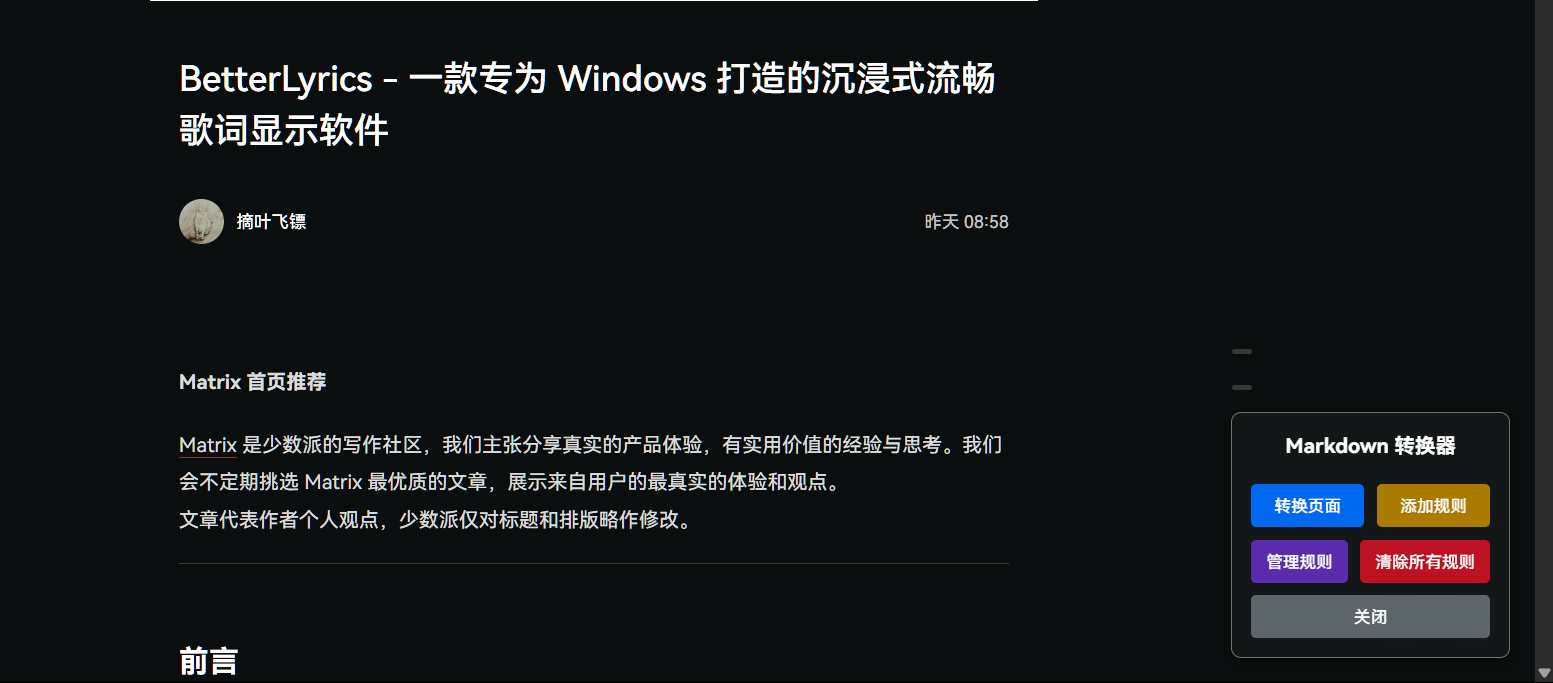 BetterLyrics - 一款专为 Windows 打造的沉浸式流畅
歌词显示软件
摘叶飞镖
昨天 08:58
Matrix 首页推荐
Matrix 是少数派的写作社区，我们主张分享真实的产品体验，有实用价值的经验与思考。我们
会不定期挑选 Matrix 最优质的文章，展示来自用户的最真实的体验和观点。
文章代表作者个人观点，少数派仅对标题和排版略作修改。
前言
Markdown 转换器
转换页面
添加规则
管理规则
清除所有规则
关闭